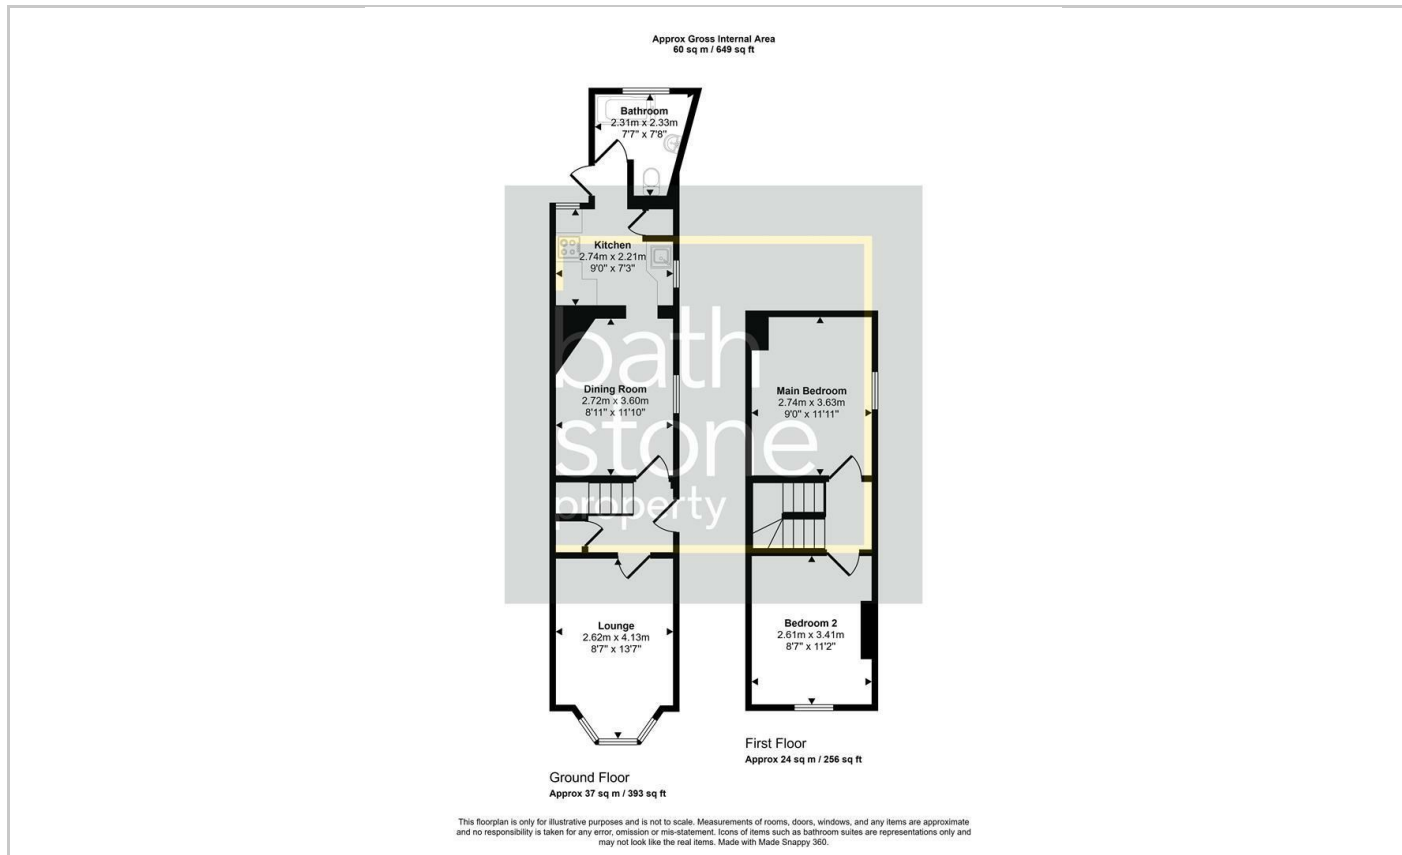 Approx Gross Internal Area
60 sq m / 649 sq ft
Bathroom
2.31m x 2.33m
7'7" x 7'8"
Kitchen
2.74m x 2.21m
9'0" x 7'3"
Dining Room
2.72m x 3.60m
8'11" x 11'10"
Main Bedroom
2.74m x 3.63m
9'0" x 11'11"
bath
stone
property
Lounge
2.62m x 4.13m
8'7" x 13'7"
Bedroom 2
2.61m x 3.41m
8'7" x 11'2"
First Floor
Approx 24 sq m / 256 sq ft
Ground Floor
Approx 37 sq m / 393 sq ft
This floorplan is only for illustrative purposes and is not to scale. Measurements of rooms, doors, windows, and any items are approximate
and no responsibility is taken for any error, omission or mis-statement. Icons of items such as bathroom suites are representations only and
may not look like the real items. Made with Made Snappy 360.